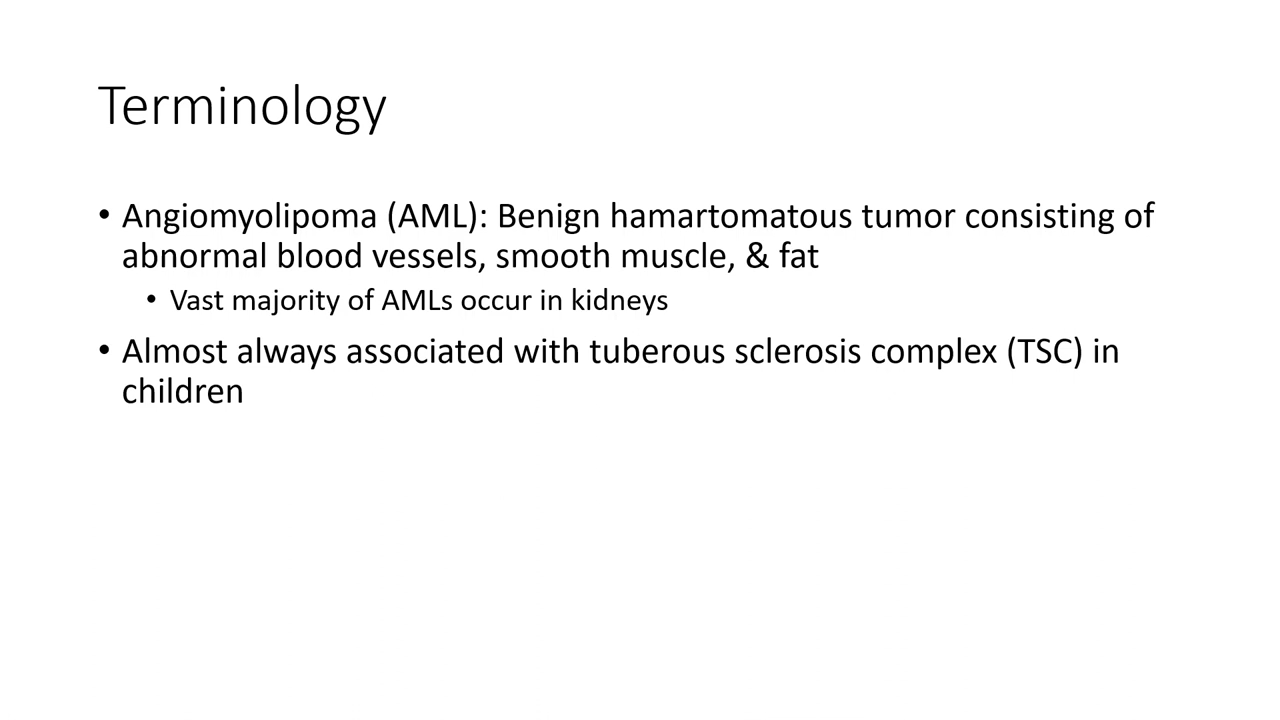 Terminology
• Angiomyolipoma (AML): Benign hamartomatous tumor consisting of
abnormal blood vessels, smooth muscle, & fat
• Vast majority of AMLs occur in kidneys
• Almost always associated with tuberous sclerosis complex (TSC) in
children